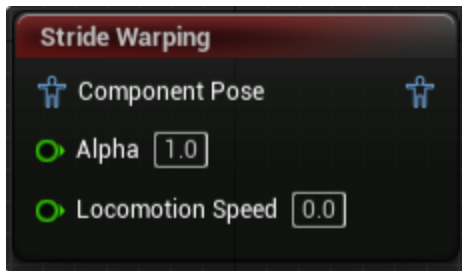 Stride Warping
Component Pose
Alpha 1.0
Locomotion Speed 0.0